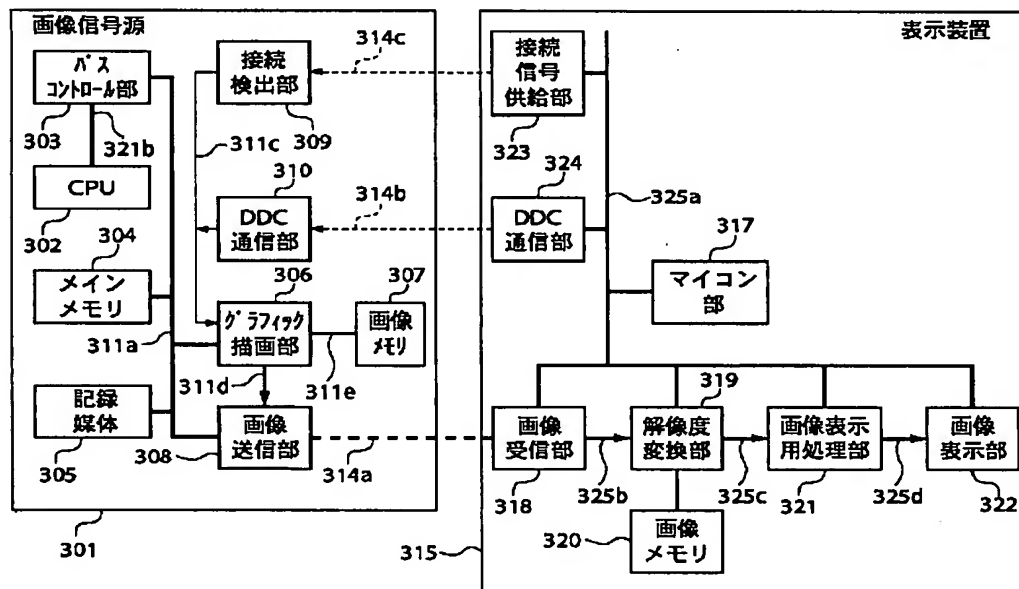 画像信号源
バス
コントロール部
303
321b
CPU
302
304
メイン
メモリ
311a
記録
媒体
305
301
接続
検出部
309
311c
310
DDC
通信部
306
グラフィック
描画部
307
画像
メモリ
311d
311e
画像
送信部
308
314c
314b
314a
表示装置
接続
信号
供給部
323
324
DDC
通信部
325a
317
マイコン
部
画像
受信部
318
325b
319
解像度
変換部
325c
画像表示
用処理部
321
325d
画像
表示部
322
320
画像
メモリ
315